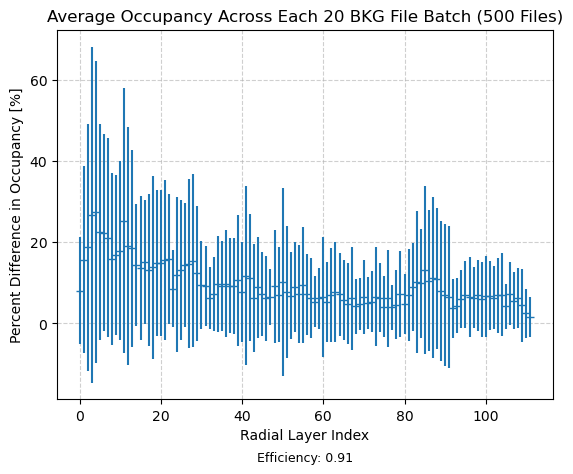 Average Occupancy Across Each 20 BKG File Batch (500 Files)
Percent Difference in Occupancy [%]
60
40
20
0
0 20 40 60 80 100
Radial Layer Index
Efficiency: 0.91